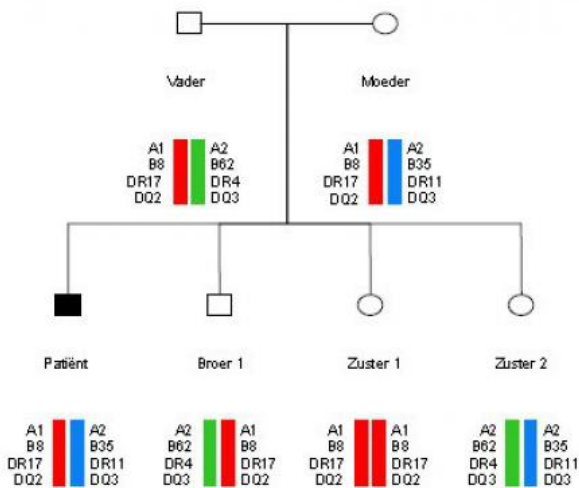 Vader Moeder
A1 A2 A1 A2
B8 B62 B8 B35
DR17 DR4 DR17 DR11
DQ2 DQ3 DQ2 DQ3
Patiënt Broer 1 Zuster 1 Zuster 2
A1 A2 A2 A1 A1 A1 A2 A2
B8 B35 B62 B8 B8 B8 B62 B35
DR17 DR11 DR4 DR17 DR17 DR17 DR4 DR11
DQ2 DQ3 DQ3 DQ2 DQ2 DQ2 DQ3 DQ3